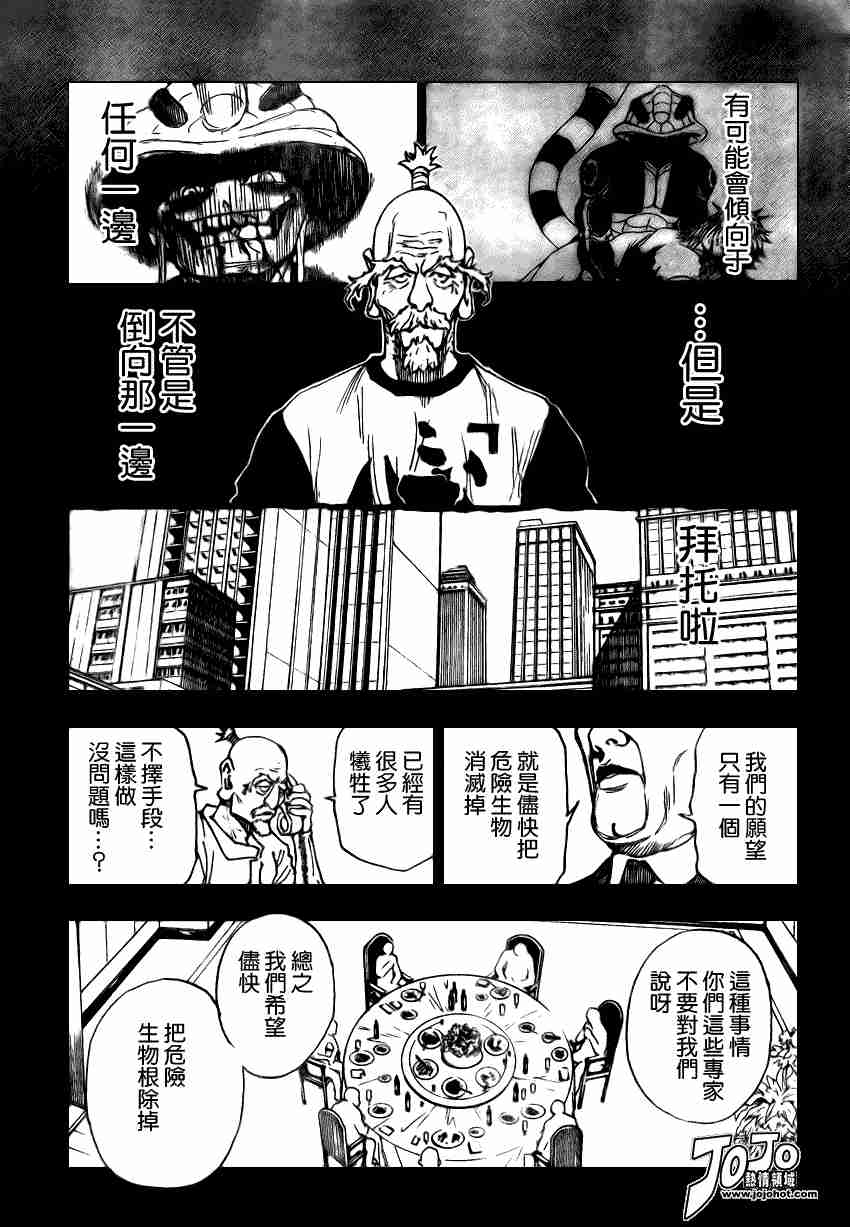 有可能會傾向于
任何一邊
…但是
不管是
倒向那一邊
拜托啦
我們的願望
只有一個
就是儘快把
危險生物
消滅掉
已經有
很多人
犧牲了
不擇手段…
這樣做
沒問題嗎…?
這種事情
你們這些專家
不要對我們
說呀
總之
我們希望
儘快
把危險
生物根除掉
JOJO
熱情領域
www.jojohot.com